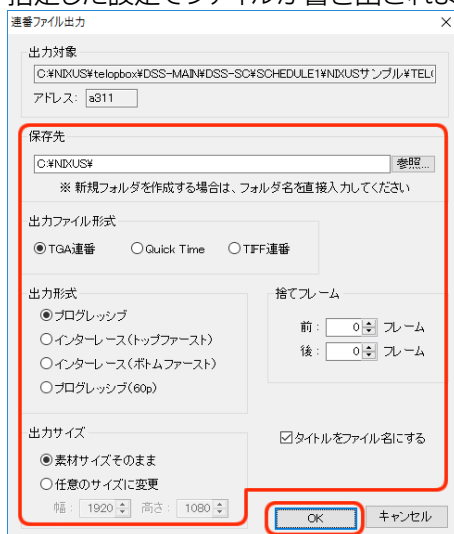 指定した設定でファイルが書き出されま
連番ファイル出力
出力対象
C:¥NIXUS¥telopbox¥DSS-MAIN¥DSS-SC¥SCHEDULE1¥NIXUSサンプル¥TEL
アドレス: a311
保存先
C:¥NIXUS¥ 参照...
※ 新規フォルダを作成する場合は、フォルダ名を直接入力してください
出力ファイル形式
TGA連番 Quick Time TIFF連番
出力形式
プログレッシブ
インターレース(トップファースト)
インターレース(ボトムファースト)
プログレッシブ(60p)
捨てフレーム
前: 0 フレーム
後: 0 フレーム
出力サイズ
素材サイズそのまま
任意のサイズに変更
幅: 1920 高さ: 1080
タイトルをファイル名にする
OK キャンセル